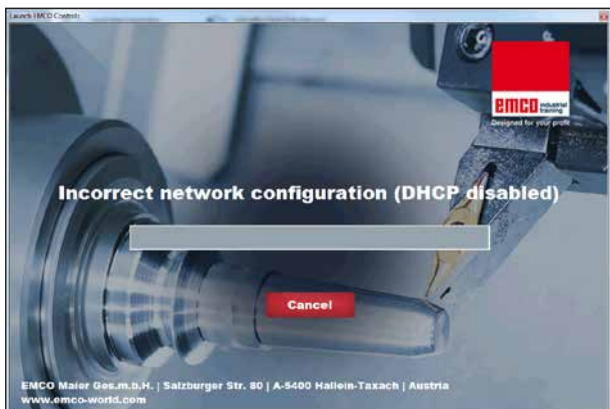 Launch EMCO Controls
emco industrial training
Designed for your profit
Incorrect network configuration (DHCP disabled)
Cancel
EMCO Maier Ges.m.b.H. | Salzburger Str. 80 | A-5400 Hallein-Taxach | Austria
www.emco-world.com